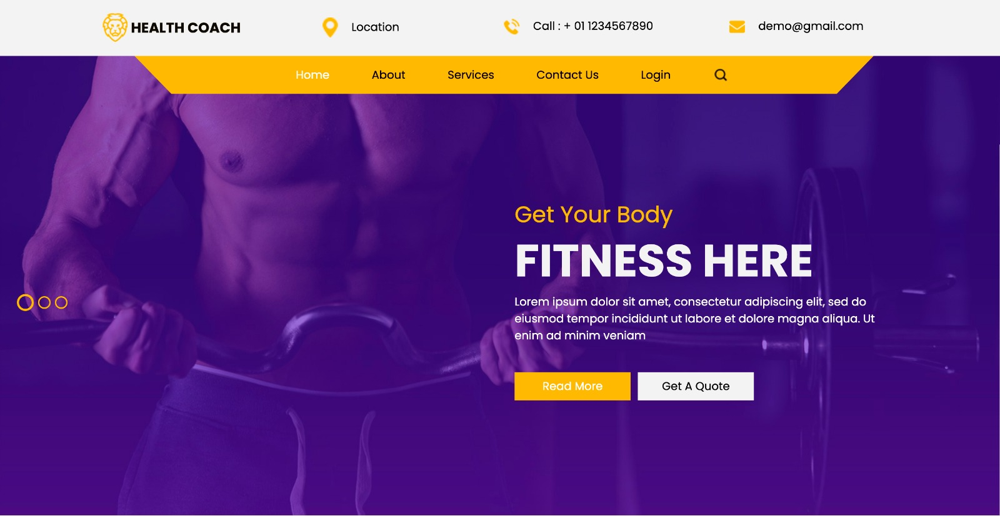 HEALTH COACH
Location
Call : + 01 1234567890
demo@gmail.com
Home
About
Services
Contact Us
Login
Get Your Body
FITNESS HERE
Lorem ipsum dolor sit amet, consectetur adipiscing elit, sed do
eiusmod tempor incididunt ut labore et dolore magna aliqua. Ut
enim ad minim veniam
Read More
Get A Quote